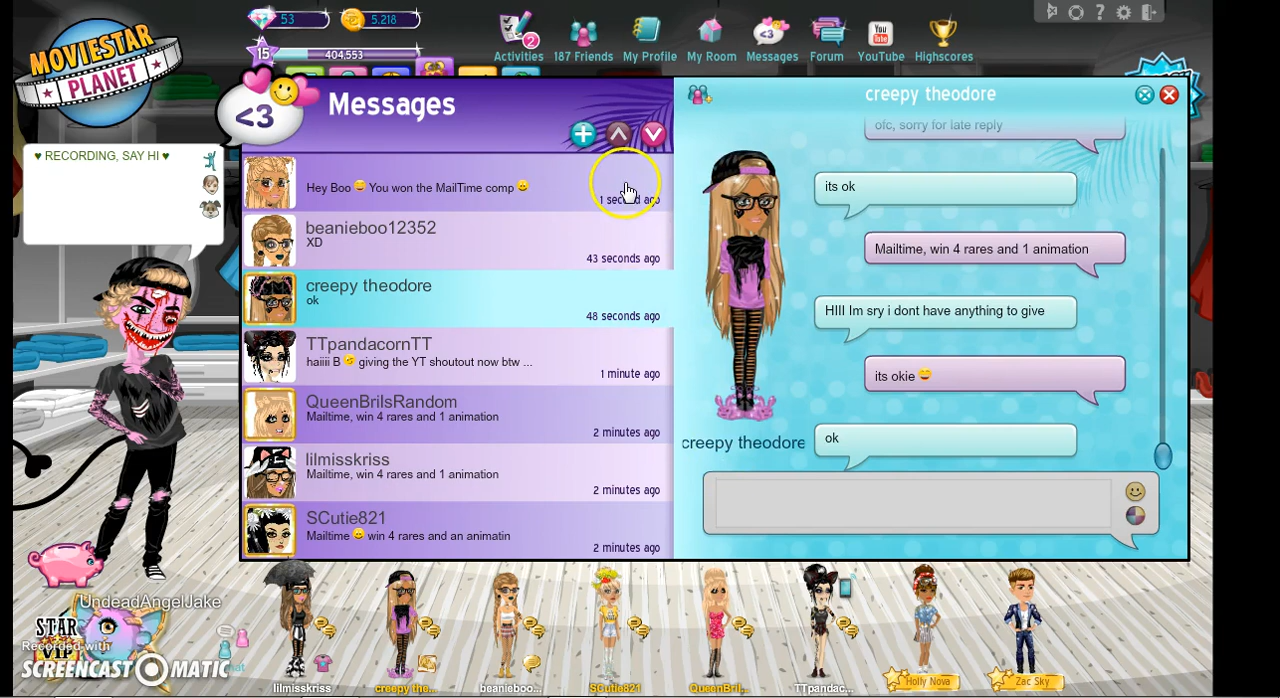 53
5.218
15
404,553
MOVIESTAR
PLANET
2
Activities
187 Friends
My Profile
My Room
<3
Messages
Forum
You
Tube
YouTube
Highscores
♥ RECORDING, SAY HI ♥
<3
Messages
Hey Boo 😄 You won the MailTime comp 😄
1 second ago
beanieboo12352
XD
43 seconds ago
creepy theodore
ok
48 seconds ago
TTpandacornTT
haiiii B 🤣 giving the YT shoutout now btw ...
1 minute ago
QueenBrilsRandom
Mailtime, win 4 rares and 1 animation
2 minutes ago
lilmisskriss
Mailtime, win 4 rares and 1 animation
2 minutes ago
SCutie821
Mailtime 😄 win 4 rares and an animatin
2 minutes ago
creepy theodore
ofc, sorry for late reply
its ok
Mailtime, win 4 rares and 1 animation
HIII Im sry i dont have anything to give
its okie 😄
ok
creepy theodore
UndeadAngelJake
STAR
VIP
Recorded with
SCREENCAST-O-MATIC
lilmisskriss
creepy the...
beanieboo...
SCutie821
QueenBril...
TTpandac...
Holly Nova
Zac Sky